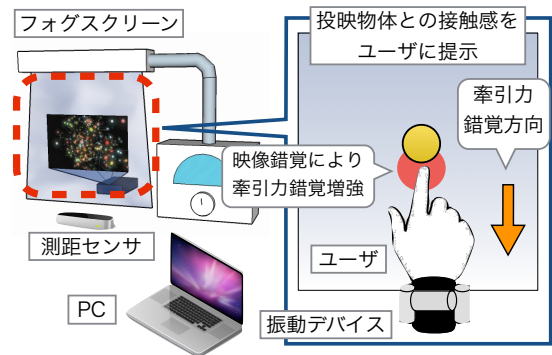 フォグスクリーン
投映物体との接触感を
ユーザに提示
牽引力
錯覚方向
映像錯覚により
牽引力錯覚増強
測距センサ
ユーザ
PC
振動デバイス